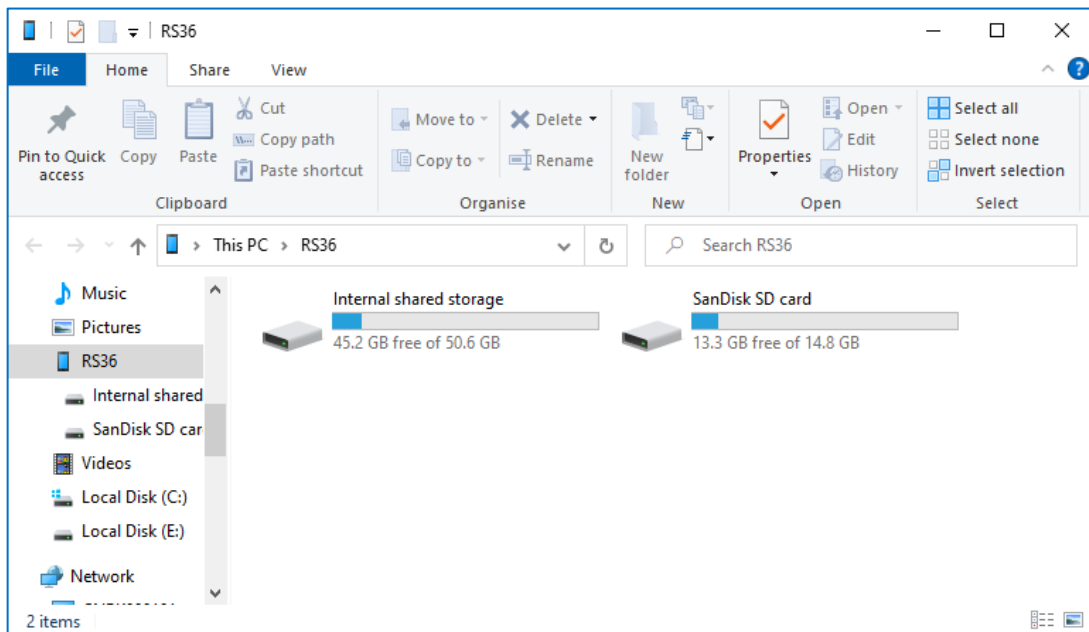 RS36
File Home Share View
Pin to Quick access
Copy
Paste
Cut
Copy path
Paste shortcut
Clipboard
Move to
Copy to
Delete
Rename
Organise
New folder
New
Properties
Open
Edit
History
Open
Select all
Select none
Invert selection
Select
This PC > RS36
Search RS36
Music
Pictures
RS36
Internal shared
SanDisk SD car
Videos
Local Disk (C:)
Local Disk (E:)
Network
Internal shared storage
45.2 GB free of 50.6 GB
SanDisk SD card
13.3 GB free of 14.8 GB
2 items